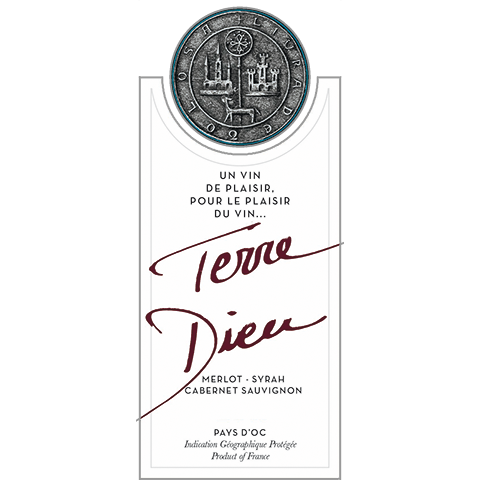 UN VIN
DE PLAISIR,
POUR LE PLAISIR
DU VIN...
Terre
Dieu
MERLOT - SYRAH
CABERNET SAUVIGNON
PAYS D'OC
Indication Géographique Protégée
Product of France